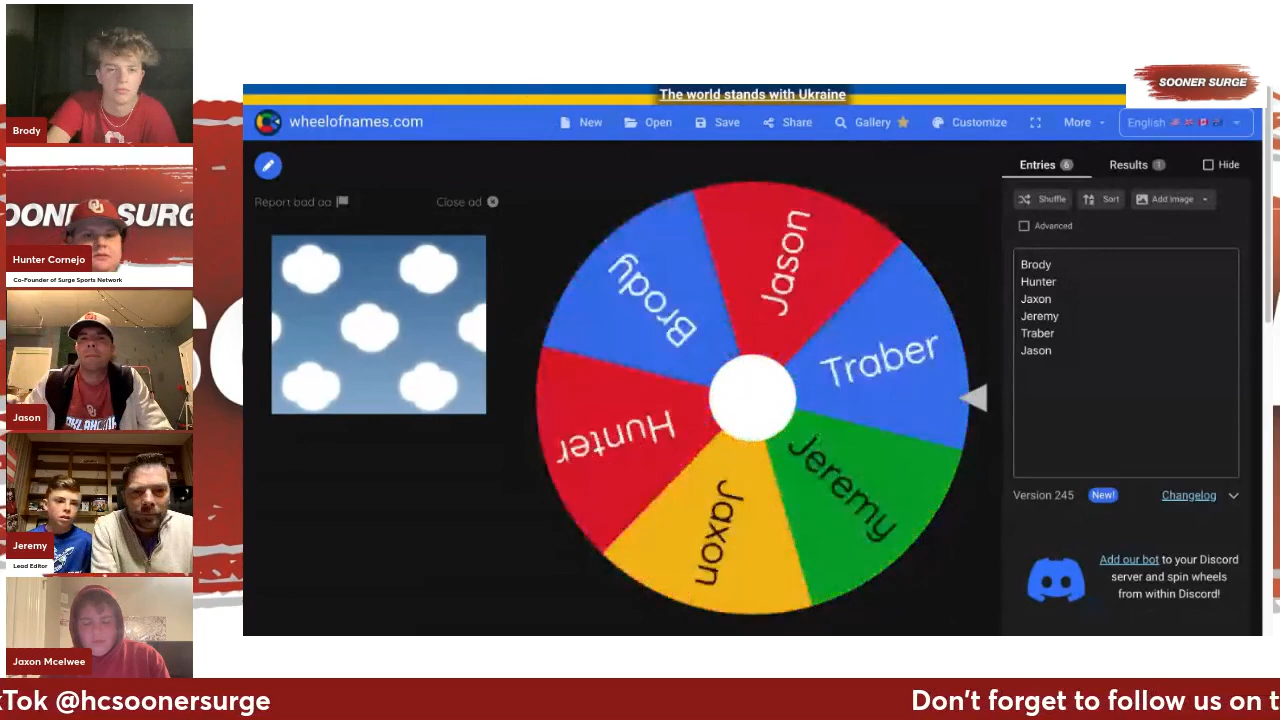 Brody
SOONER SURG
Hunter Cornejo
Co-Founder of Surge Sports Network
Jason
Jeremy
Lead Editor
Jaxon Mcelwee
SOONER SURGE
The world stands with Ukraine
wheelofnames.com
New
Open
Save
Share
Gallery
Customize
More
English
Report bad ad
Close ad
Jason
Traber
Jeremy
Jaxon
Hunter
Brody
Entries 6
Results 1
Hide
Shuffle
Sort
Add image
Advanced
Brody
Hunter
Jaxon
Jeremy
Traber
Jason
Version 245 New! Changelog
Add our bot to your Discord
server and spin wheels
from within Discord!
kTok @hcsoonersurge
Don't forget to follow us on t